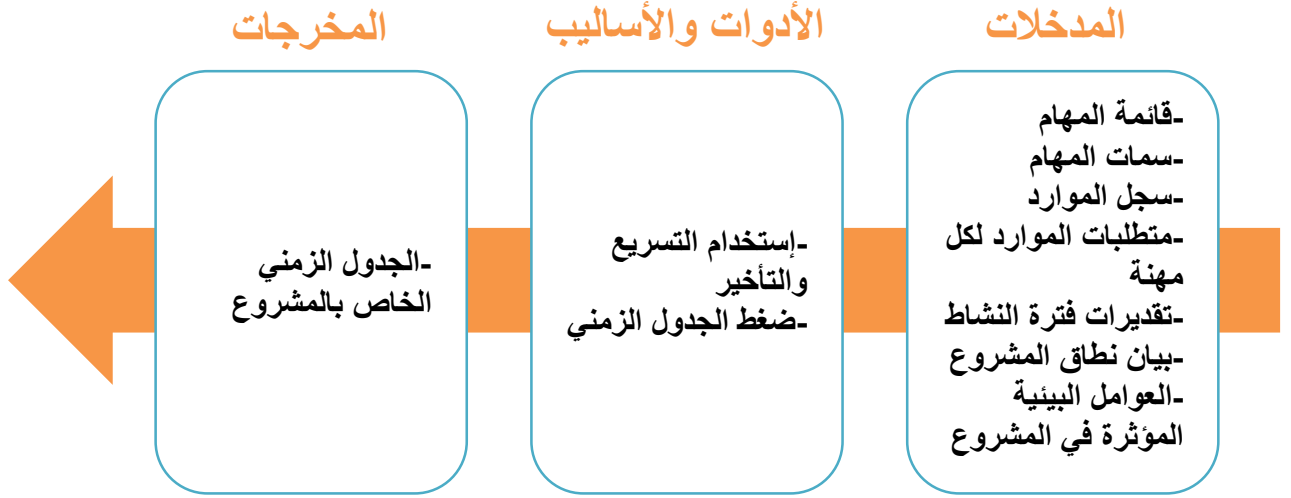 المدخلات
-قائمة المهام
-سمات المهام
-سجل الموارد
-متطلبات الموارد لكل
مهنة
-تقديرات فترة النشاط
-بيان نطاق المشروع
-العوامل البيئية
المؤثرة في المشروع
الأدوات والأساليب
-إستخدام التسريع
والتأخير
-ضغط الجدول الزمني
المخرجات
-الجدول الزمني
الخاص بالمشروع